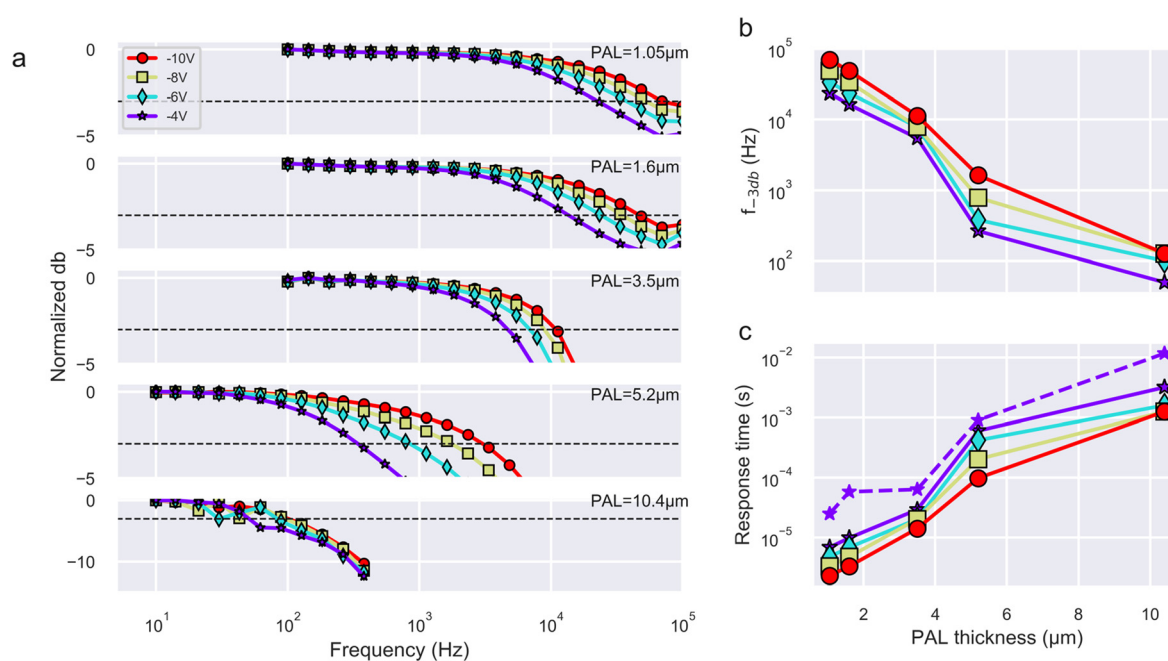 a
Normalized db
0
−5
-10V
-8V
-6V
-4V
PAL=1.05μm
0
−5
PAL=1.6μm
0
−5
PAL=3.5μm
0
−5
PAL=5.2μm
0
−10
PAL=10.4μm
10¹ 10² 10³ 10⁴ 10⁵
Frequency (Hz)
b
f₋₃db (Hz)
10⁵
10⁴
10³
10²
c
Response time (s)
10⁻²
10⁻³
10⁻⁴
10⁻⁵
2 4 6 8 10
PAL thickness (μm)